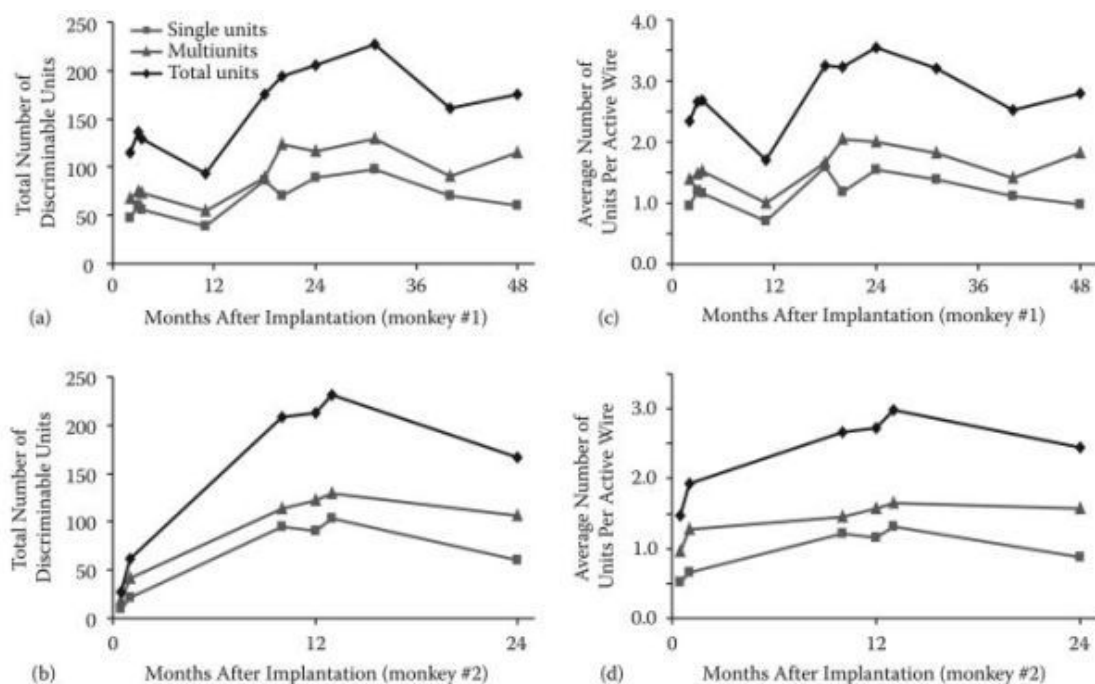 Total Number of
Discriminable Units
250
200
150
100
50
0
Single units
Multiunits
Total units
0 12 24 36 48
(a) Months After Implantation (monkey #1)
Average Number of
Units Per Active Wire
4.0
3.0
2.0
1.0
0.0
0 12 24 36 48
(c) Months After Implantation (monkey #1)
Total Number of
Discriminable Units
250
200
150
100
50
0
0 12 24
(b) Months After Implantation (monkey #2)
Average Number of
Units Per Active Wire
3.0
2.0
1.0
0.0
0 12 24
(d) Months After Implantation (monkey #2)